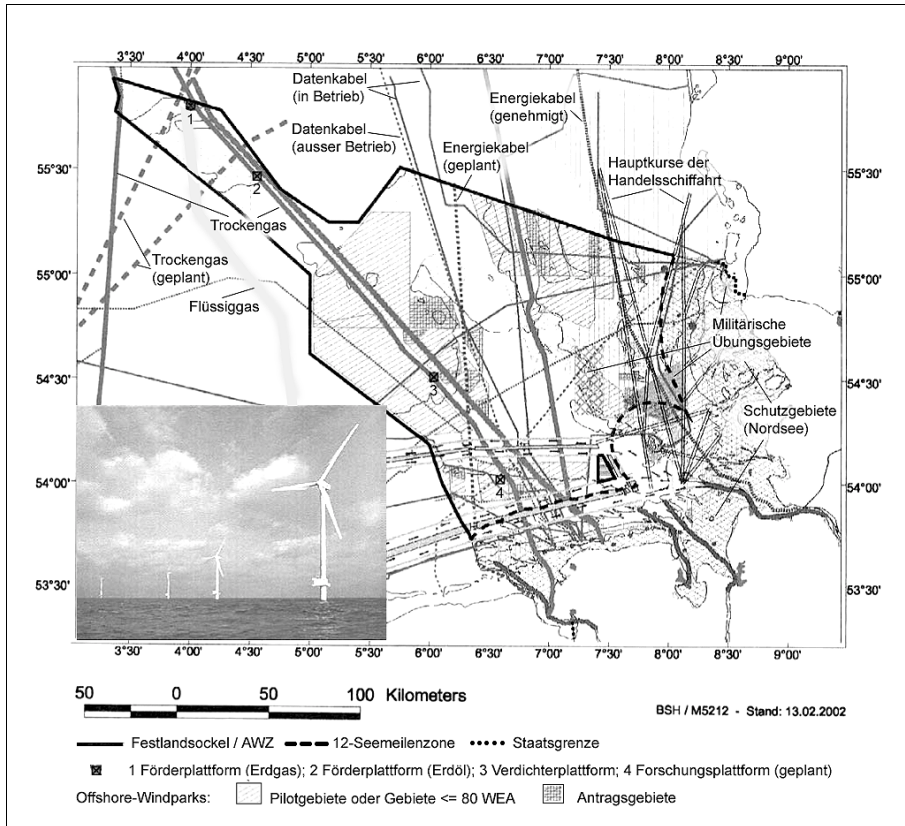 3°30' 4°00' 4°30' 5°00' 5°30' 6°00' 6°30' 7°00' 7°30' 8°00' 8°30' 9°00'
Datenkabel
(in Betrieb)
Datenkabel
(ausser Betrieb)
Energiekabel
(genehmigt)
Energiekabel
(geplant)
Hauptkurse der
Handelsschiffahrt
1
2
55°30' 55°30'
Trockengas
Trockengas
(geplant)
Flüssiggas
55°00' 55°00'
Militärische
Übungsgebiete
54°30' 54°30'
3
Schutzgebiete
(Nordsee)
4
54°00' 54°00'
53°30' 53°30'
3°30' 4°00' 4°30' 5°00' 5°30' 6°00' 6°30' 7°00' 7°30' 8°00' 8°30' 9°00'
50 0 50 100 Kilometers
BSH / M5212 - Stand: 13.02.2002
Festlandsockel / AWZ 12-Seemeilenzone Staatsgrenze
1 Förderplattform (Erdgas); 2 Förderplattform (Erdöl); 3 Verdichterplattform; 4 Forschungsplattform (geplant)
Offshore-Windparks: Pilotgebiete oder Gebiete <= 80 WEA Antragsgebiete